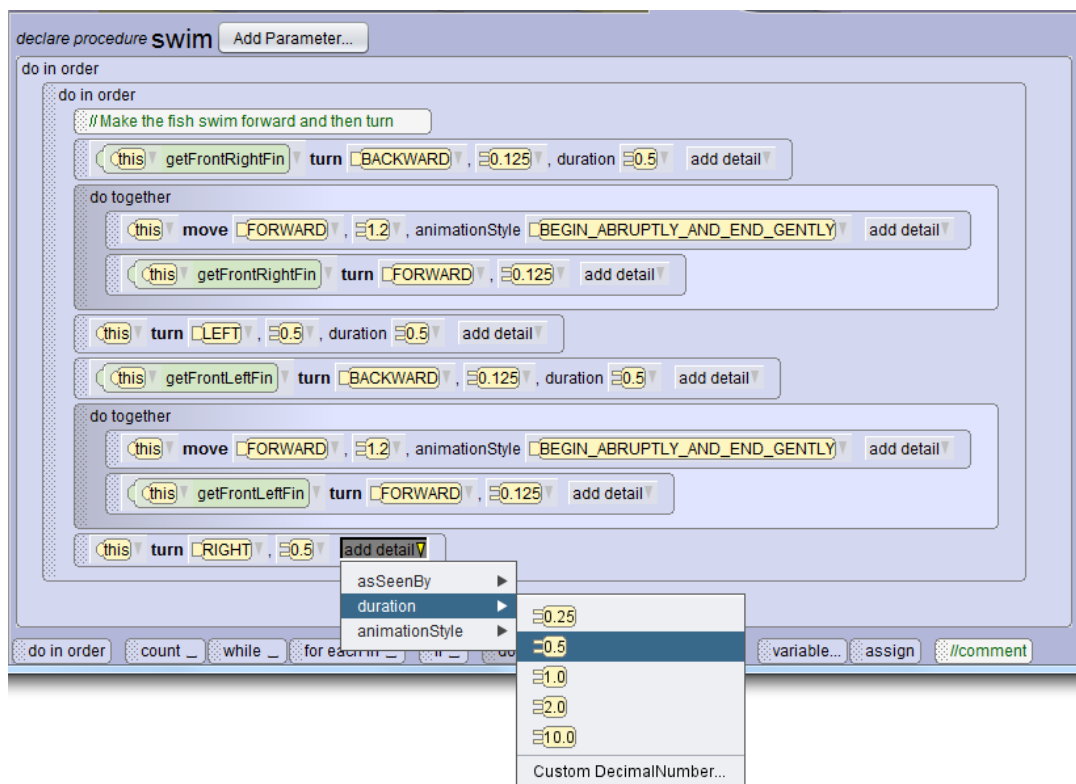 declare procedure swim Add Parameter...
do in order
do in order
//Make the fish swim forward and then turn
this getFrontRightFin turn BACKWARD , 0.125 , duration 0.5 add detail
do together
this move FORWARD , 1.2 , animationStyle BEGIN_ABRUPTLY_AND_END_GENTLY add detail
this getFrontRightFin turn FORWARD , 0.125 add detail
this turn LEFT , 0.5 , duration 0.5 add detail
this getFrontLeftFin turn BACKWARD , 0.125 , duration 0.5 add detail
do together
this move FORWARD , 1.2 , animationStyle BEGIN_ABRUPTLY_AND_END_GENTLY add detail
this getFrontLeftFin turn FORWARD , 0.125 add detail
this turn RIGHT , 0.5 add detail
asSeenBy
duration
animationStyle
0.25
0.5
1.0
2.0
10.0
Custom DecimalNumber...
do in order count _ while _ for each in _ if _ do variable... assign //comment